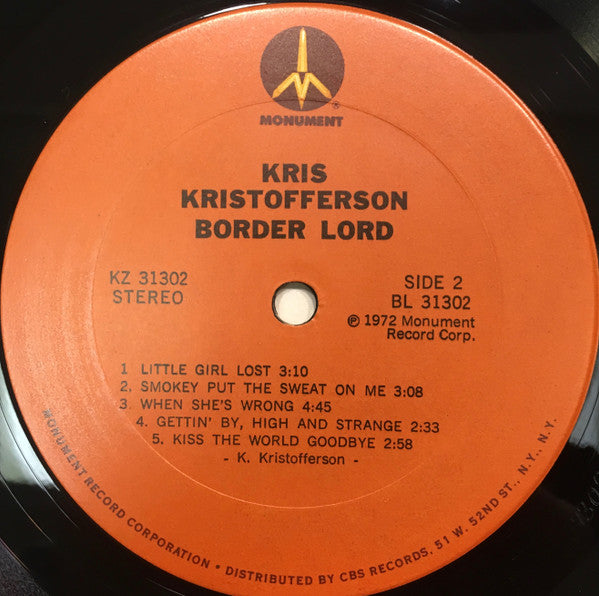 ®
MONUMENT
KRIS
KRISTOFFERSON
BORDER LORD
KZ 31302
STEREO
SIDE 2
BL 31302
℗ 1972 Monument
Record Corp.
1 LITTLE GIRL LOST 3:10
2. SMOKEY PUT THE SWEAT ON ME 3:08
3. WHEN SHE'S WRONG 4:45
4. GETTIN' BY, HIGH AND STRANGE 2:33
5. KISS THE WORLD GOODBYE 2:58
- K. Kristofferson -
MONUMENT RECORD CORPORATION • DISTRIBUTED BY CBS RECORDS, 51 W. 52ND ST., N.Y., N.Y.